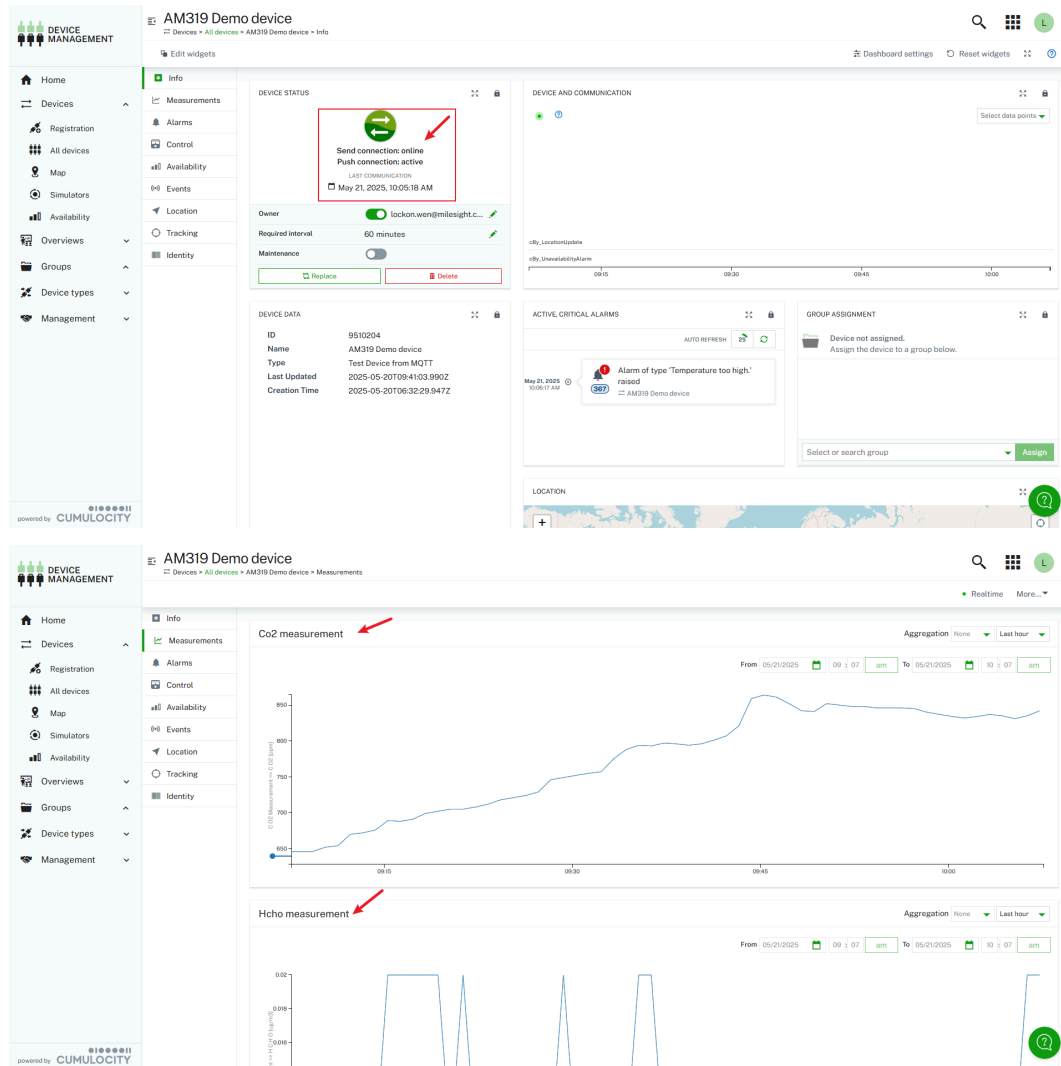 DEVICE
MANAGEMENT
AM319 Demo device
Devices > All devices > AM319 Demo device > Info
L
Edit widgets
Dashboard settings
Reset widgets
Home
Devices
Registration
All devices
Map
Simulators
Availability
Overviews
Groups
Device types
Management
powered by CUMULOCITY
Info
Measurements
Alarms
Control
Availability
Events
Location
Tracking
Identity
DEVICE STATUS
Send connection: online
Push connection: active
LAST COMMUNICATION
May 21, 2025, 10:05:18 AM
Owner lockon.wen@milesight.c...
Required interval 60 minutes
Maintenance
Replace
Delete
DEVICE AND COMMUNICATION
Select data points
c8y_LocationUpdate
c8y_UnavailabilityAlarm
09:15 09:30 09:45 10:00
DEVICE DATA
ID 9510204
Name AM319 Demo device
Type Test Device from MQTT
Last Updated 2025-05-20T09:41:03.990Z
Creation Time 2025-05-20T06:32:29.947Z
ACTIVE, CRITICAL ALARMS
AUTO REFRESH 25
May 21, 2025
10:06:17 AM
367
Alarm of type 'Temperature too high.'
raised
AM319 Demo device
GROUP ASSIGNMENT
Device not assigned.
Assign the device to a group below.
Select or search group
Assign
LOCATION
+
DEVICE
MANAGEMENT
AM319 Demo device
Devices > All devices > AM319 Demo device > Measurements
L
Realtime
More...
Home
Devices
Registration
All devices
Map
Simulators
Availability
Overviews
Groups
Device types
Management
powered by CUMULOCITY
Info
Measurements
Alarms
Control
Availability
Events
Location
Tracking
Identity
Co2 measurement
Aggregation None Last hour
From 05/21/2025 09 : 07 am To 05/21/2025 10 : 07 am
C O2 Measurement => C O2 [ppm]
850
800
750
700
650
09:15 09:30 09:45 10:00
Hcho measurement
Aggregation None Last hour
From 05/21/2025 09 : 07 am To 05/21/2025 10 : 07 am
0.02
0.018
0.016
=> H C H O [ug/m3]